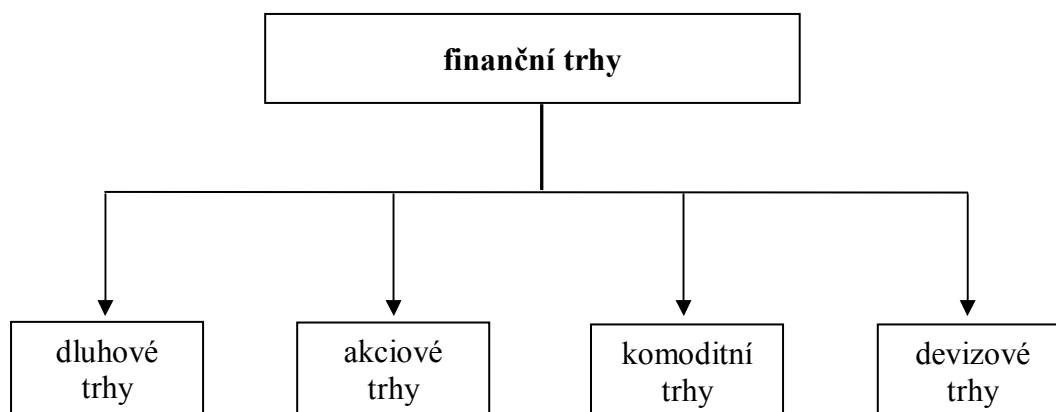 finanční trhy
dluhové
trhy
akciové
trhy
komoditní
trhy
devizové
trhy